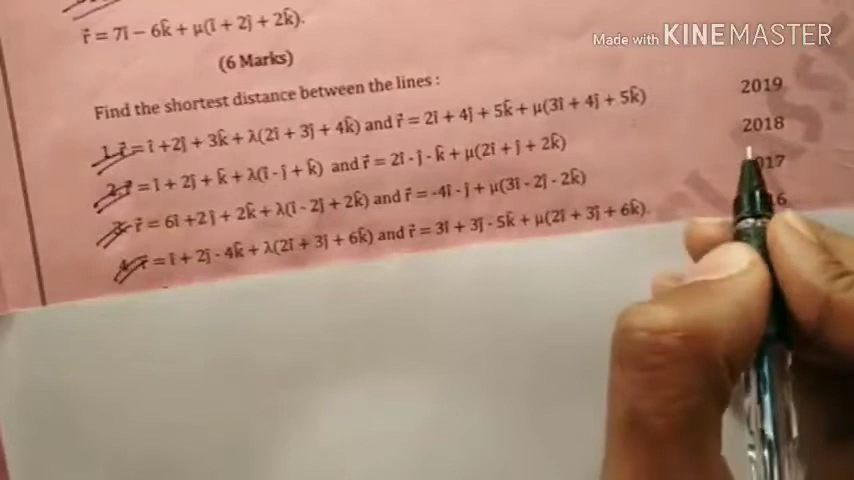 r⃗ = 7î − 6k̂ + μ(î + 2ĵ + 2k̂).
Made with KINEMASTER
(6 Marks)
Find the shortest distance between the lines :
1. r⃗ = î +2ĵ + 3k̂ + λ(2î + 3ĵ + 4k̂) and r⃗ = 2î + 4ĵ + 5k̂ + μ(3î + 4ĵ + 5k̂) 2019
2. r⃗ = î + 2ĵ + k̂ + λ(î - ĵ + k̂) and r⃗ = 2î - ĵ - k̂ + μ(2î + ĵ + 2k̂) 2018
3. r⃗ = 6î +2ĵ + 2k̂ + λ(î - 2ĵ + 2k̂) and r⃗ = -4î - k̂ + μ(3î - 2ĵ - 2k̂) 017
4. r⃗ = î + 2ĵ - 4k̂ + λ(2î + 3ĵ + 6k̂) and r⃗ = 3î + 3ĵ - 5k̂ + μ(2î + 3ĵ + 6k̂). 6